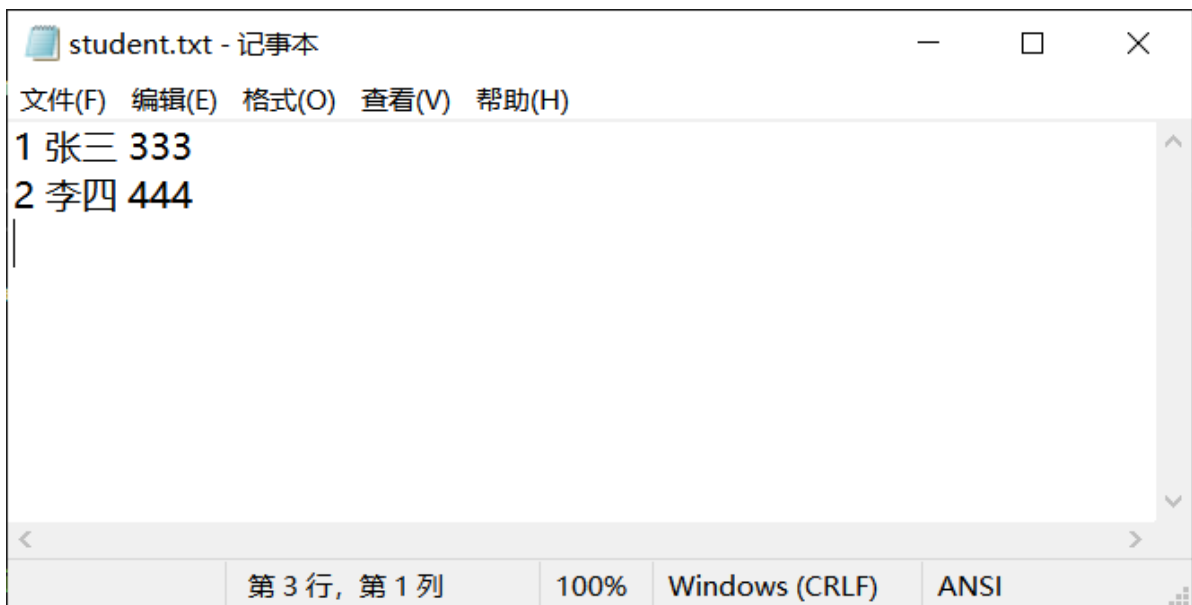 student.txt - 记事本
文件(F) 编辑(E) 格式(O) 查看(V) 帮助(H)
1 张三 333
2 李四 444
第 3 行，第 1 列 100% Windows (CRLF) ANSI